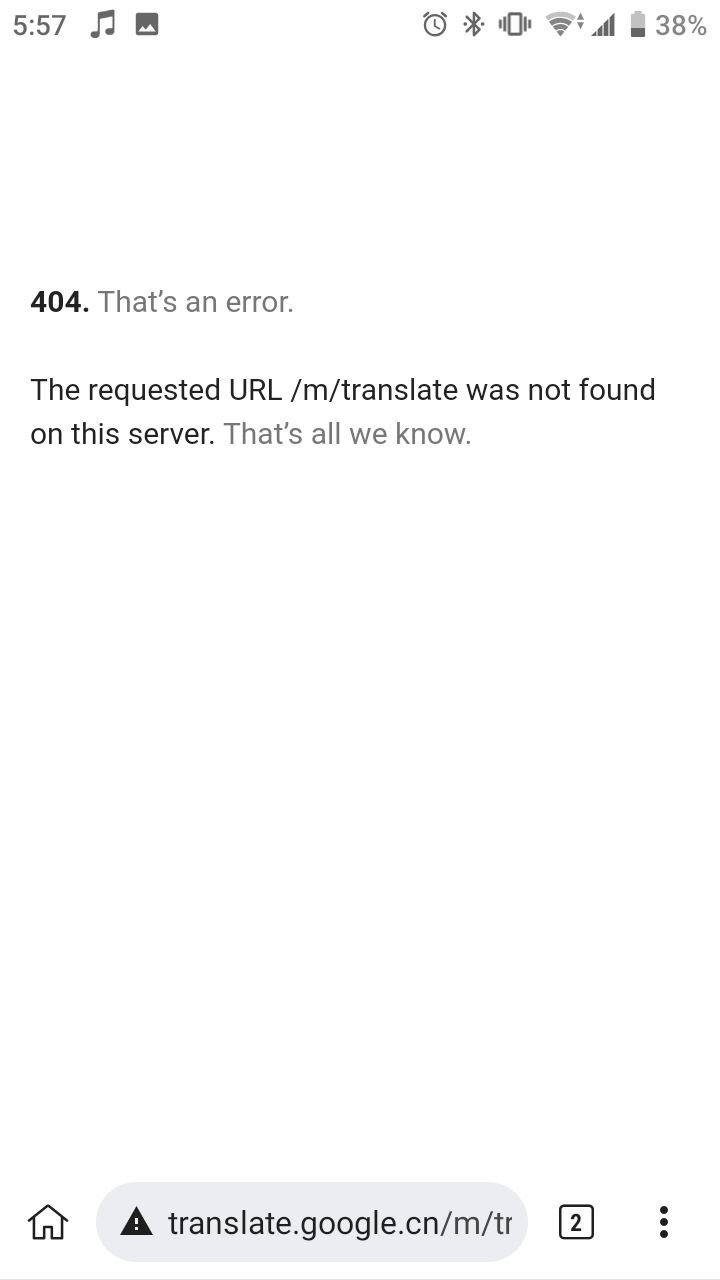 5:57
38%
404. That’s an error.
The requested URL /m/translate was not found
on this server. That’s all we know.
translate.google.cn/m/tr
2